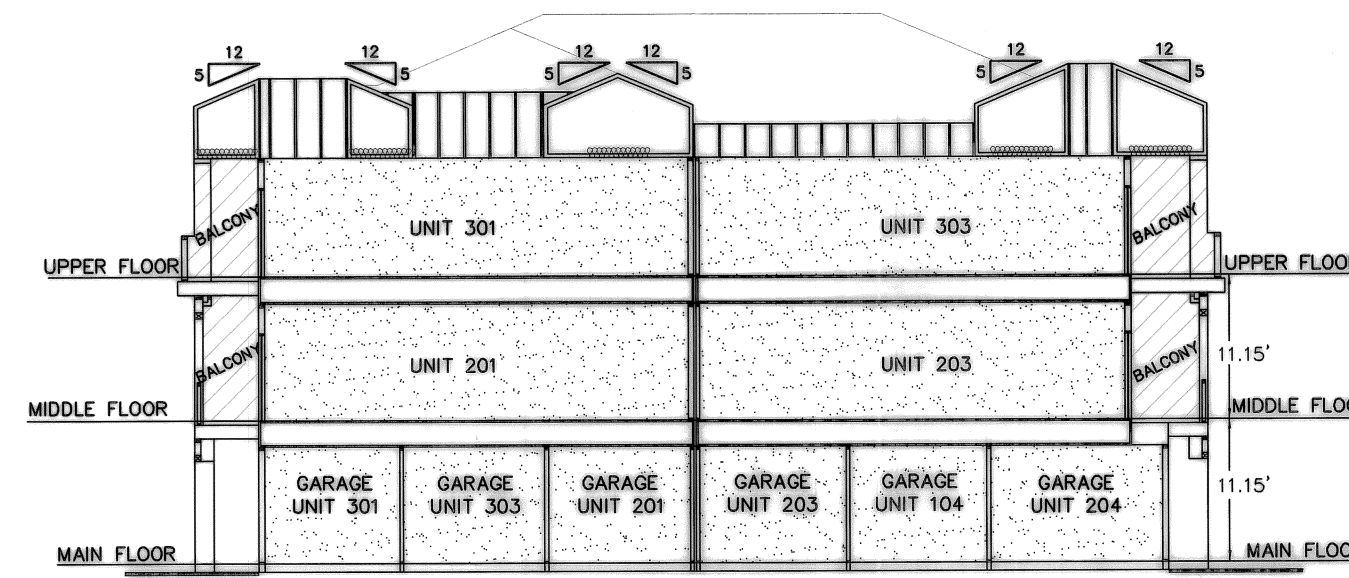 12 12 12 12 12 12
5 5 5 5 5 5
UNIT 301 UNIT 303
BALCONY BALCONY
UPPER FLOOR UPPER FLOOR
UNIT 201 UNIT 203
BALCONY BALCONY
11.15'
MIDDLE FLOOR MIDDLE FLOO
GARAGE UNIT 301
GARAGE UNIT 303
GARAGE UNIT 201
GARAGE UNIT 203
GARAGE UNIT 104
GARAGE UNIT 204
11.15'
MAIN FLOOR MAIN FLOO